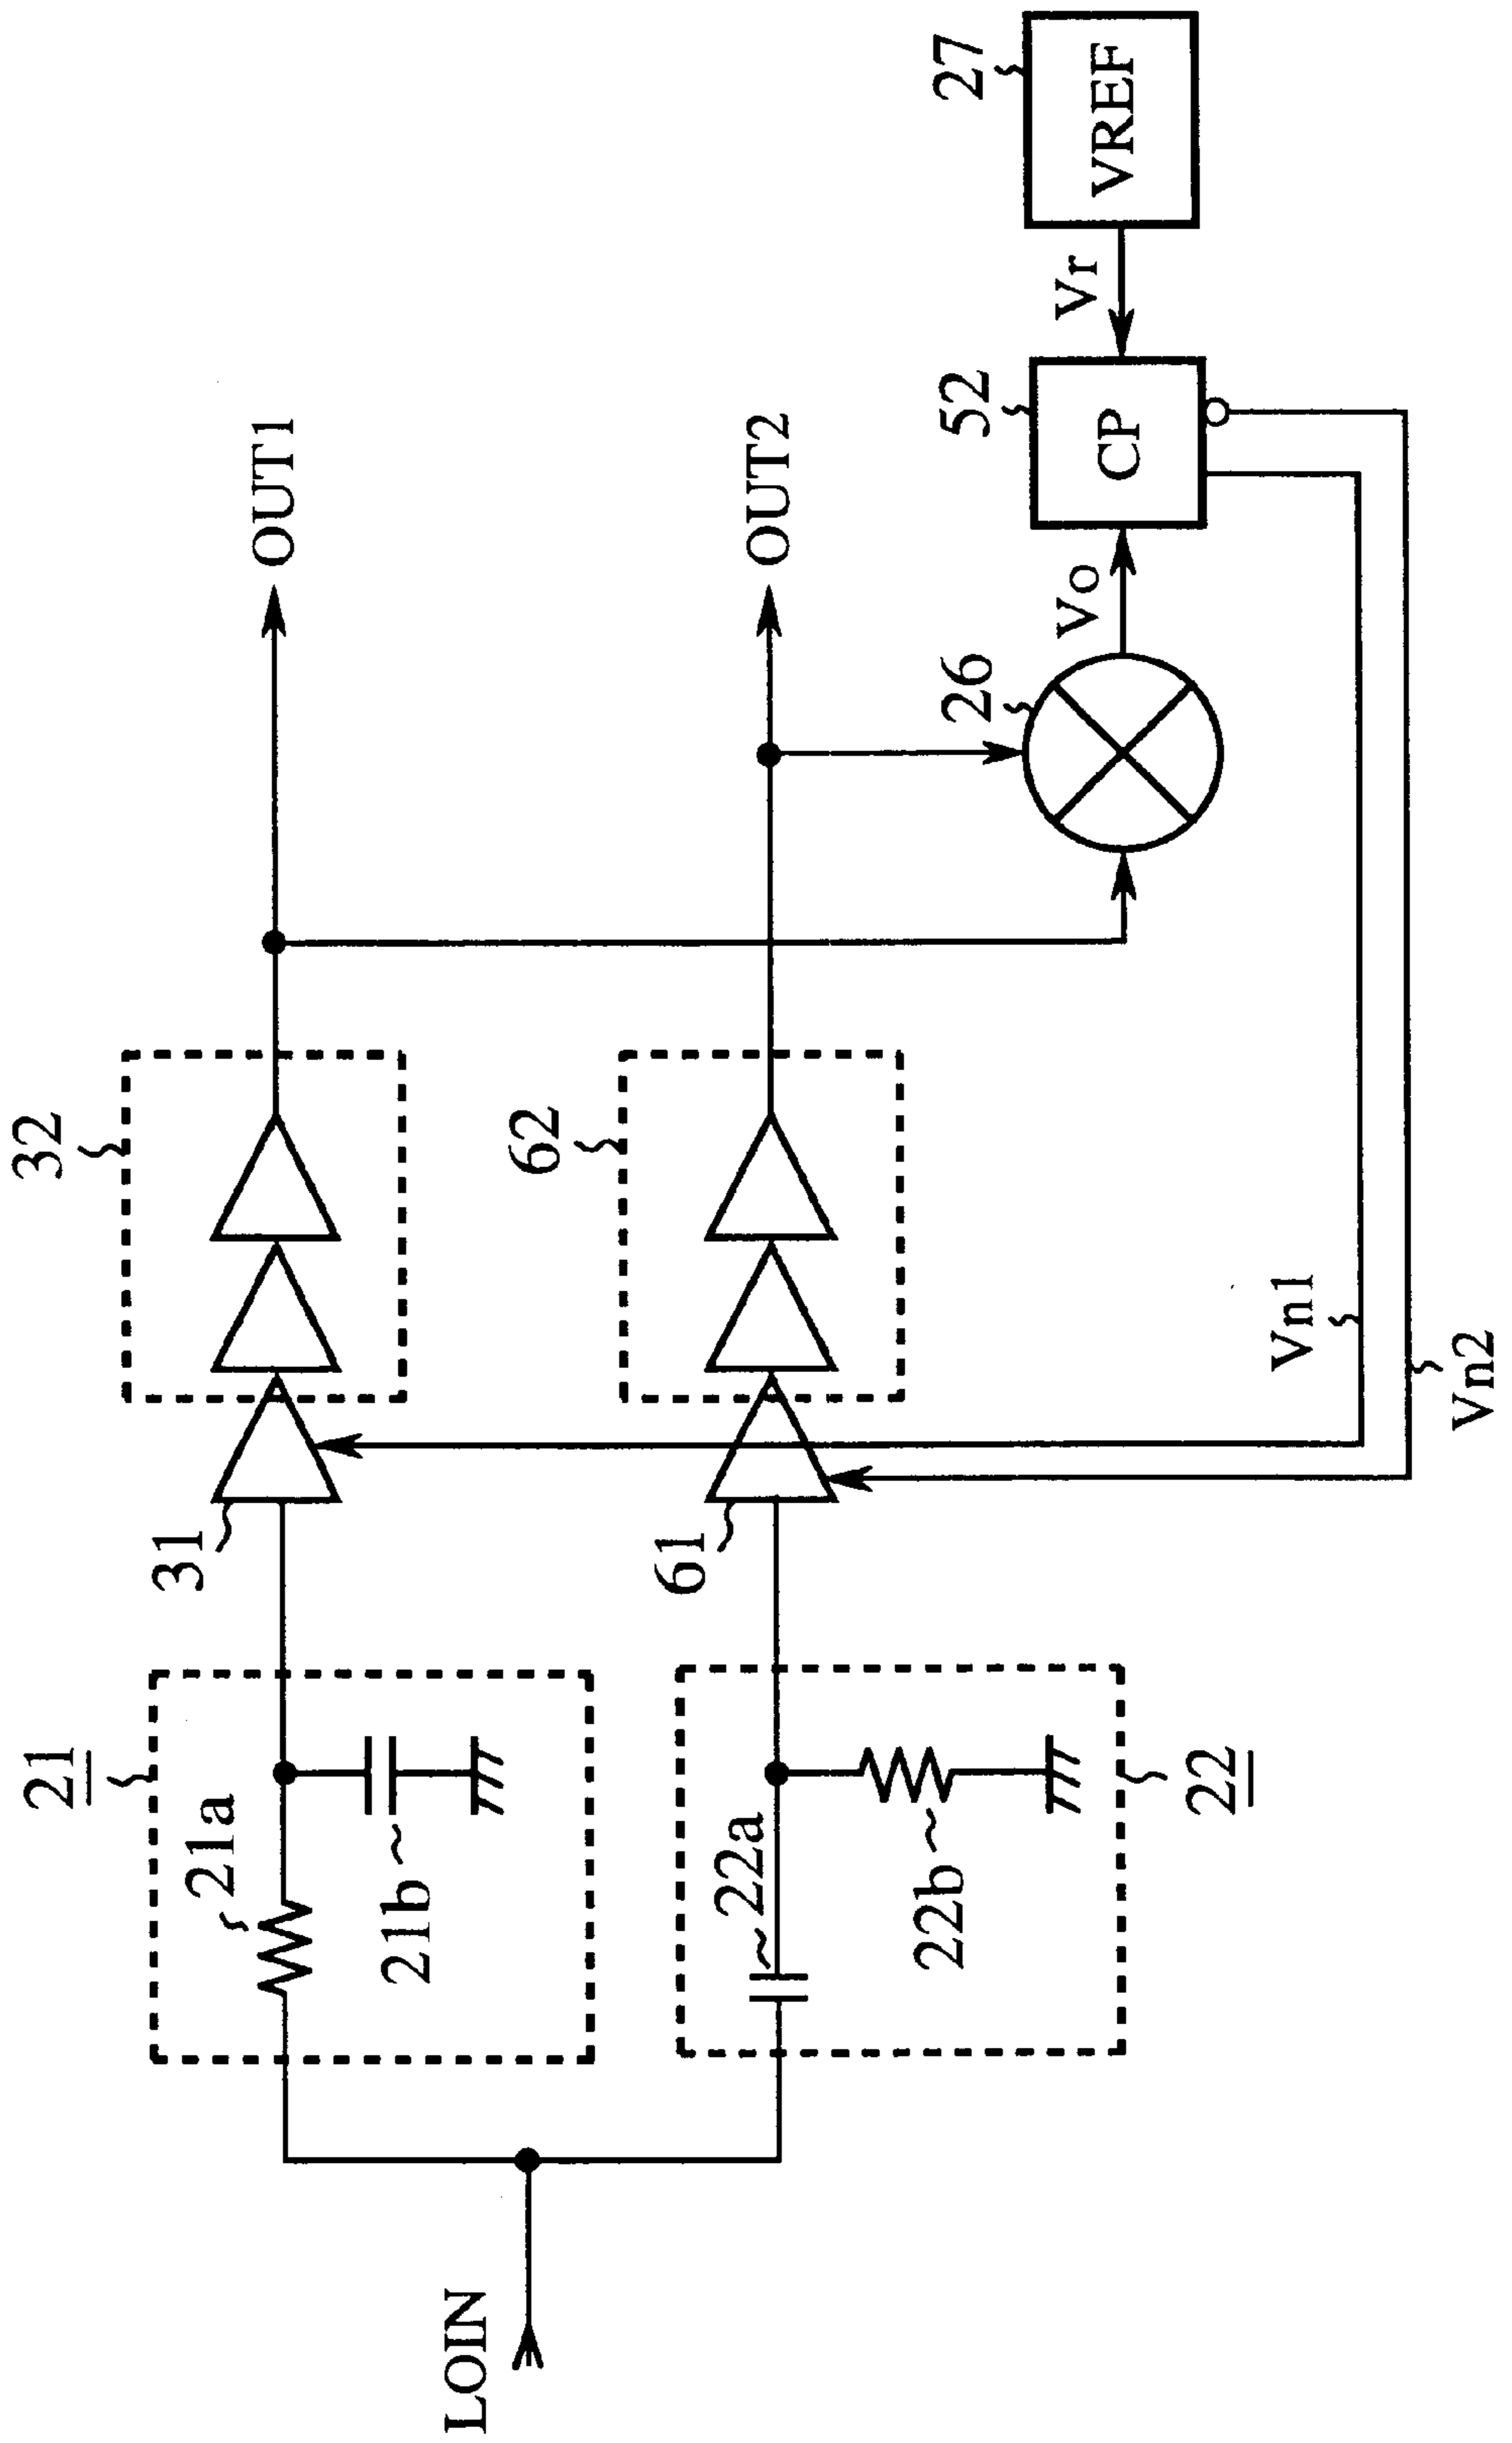 LOIN
21
21a
21b
22a
22b
22
31
32
61
62
OUT1
OUT2
26
Vo
52
CP
Vr
27
VREF
Vn1
Vn2